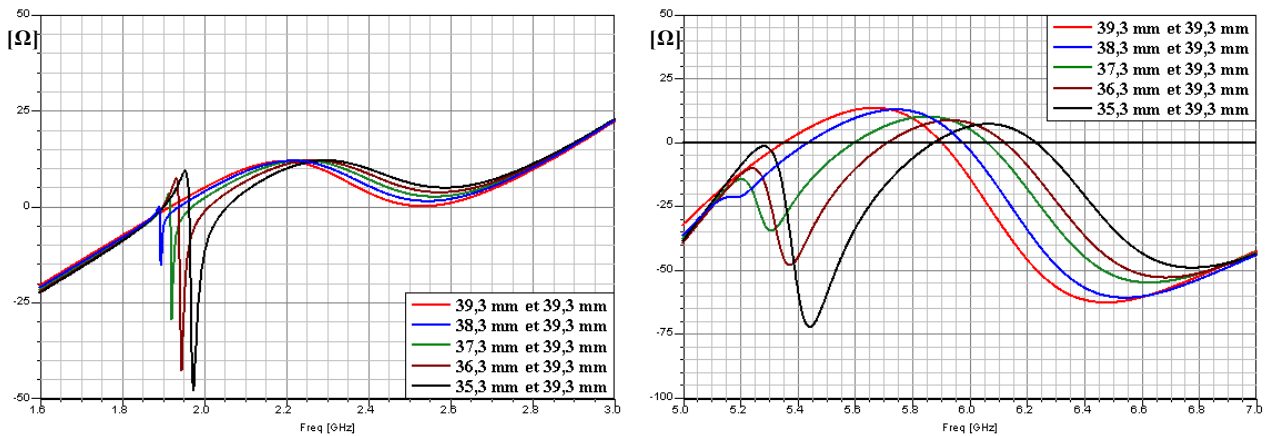 50
[Ω]
25
0
-25
-50
1.6
1.8
2.0
2.2
2.4
2.6
2.8
3.0
Freq [GHz]
39,3 mm et 39,3 mm
38,3 mm et 39,3 mm
37,3 mm et 39,3 mm
36,3 mm et 39,3 mm
35,3 mm et 39,3 mm
50
[Ω]
25
0
-25
-50
-75
-100
5.0
5.2
5.4
5.6
5.8
6.0
6.2
6.4
6.6
6.8
7.0
Freq [GHz]
39,3 mm et 39,3 mm
38,3 mm et 39,3 mm
37,3 mm et 39,3 mm
36,3 mm et 39,3 mm
35,3 mm et 39,3 mm